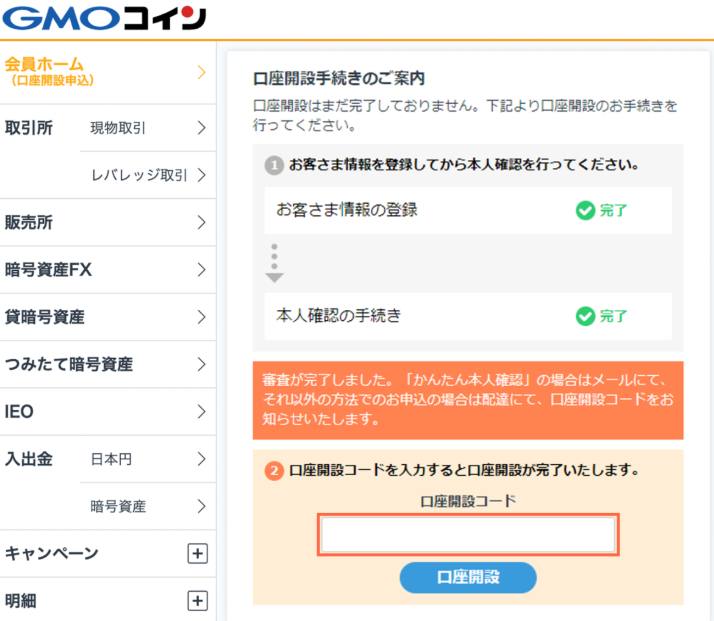 GMOコイン
会員ホーム
（口座開設申込）
取引所
現物取引
レバレッジ取引
販売所
暗号資産FX
貸暗号資産
つみたて暗号資産
IEO
入出金
日本円
暗号資産
キャンペーン
明細
口座開設手続きのご案内
口座開設はまだ完了しておりません。下記より口座開設のお手続きを
行ってください。
1 お客さま情報を登録してから本人確認を行ってください。
お客さま情報の登録
完了
本人確認の手続き
完了
審査が完了しました。「かんたん本人確認」の場合はメールにて、
それ以外の方法でのお申込の場合は配達にて、口座開設コードをお
知らせいたします。
2 口座開設コードを入力すると口座開設が完了いたします。
口座開設コード
口座開設